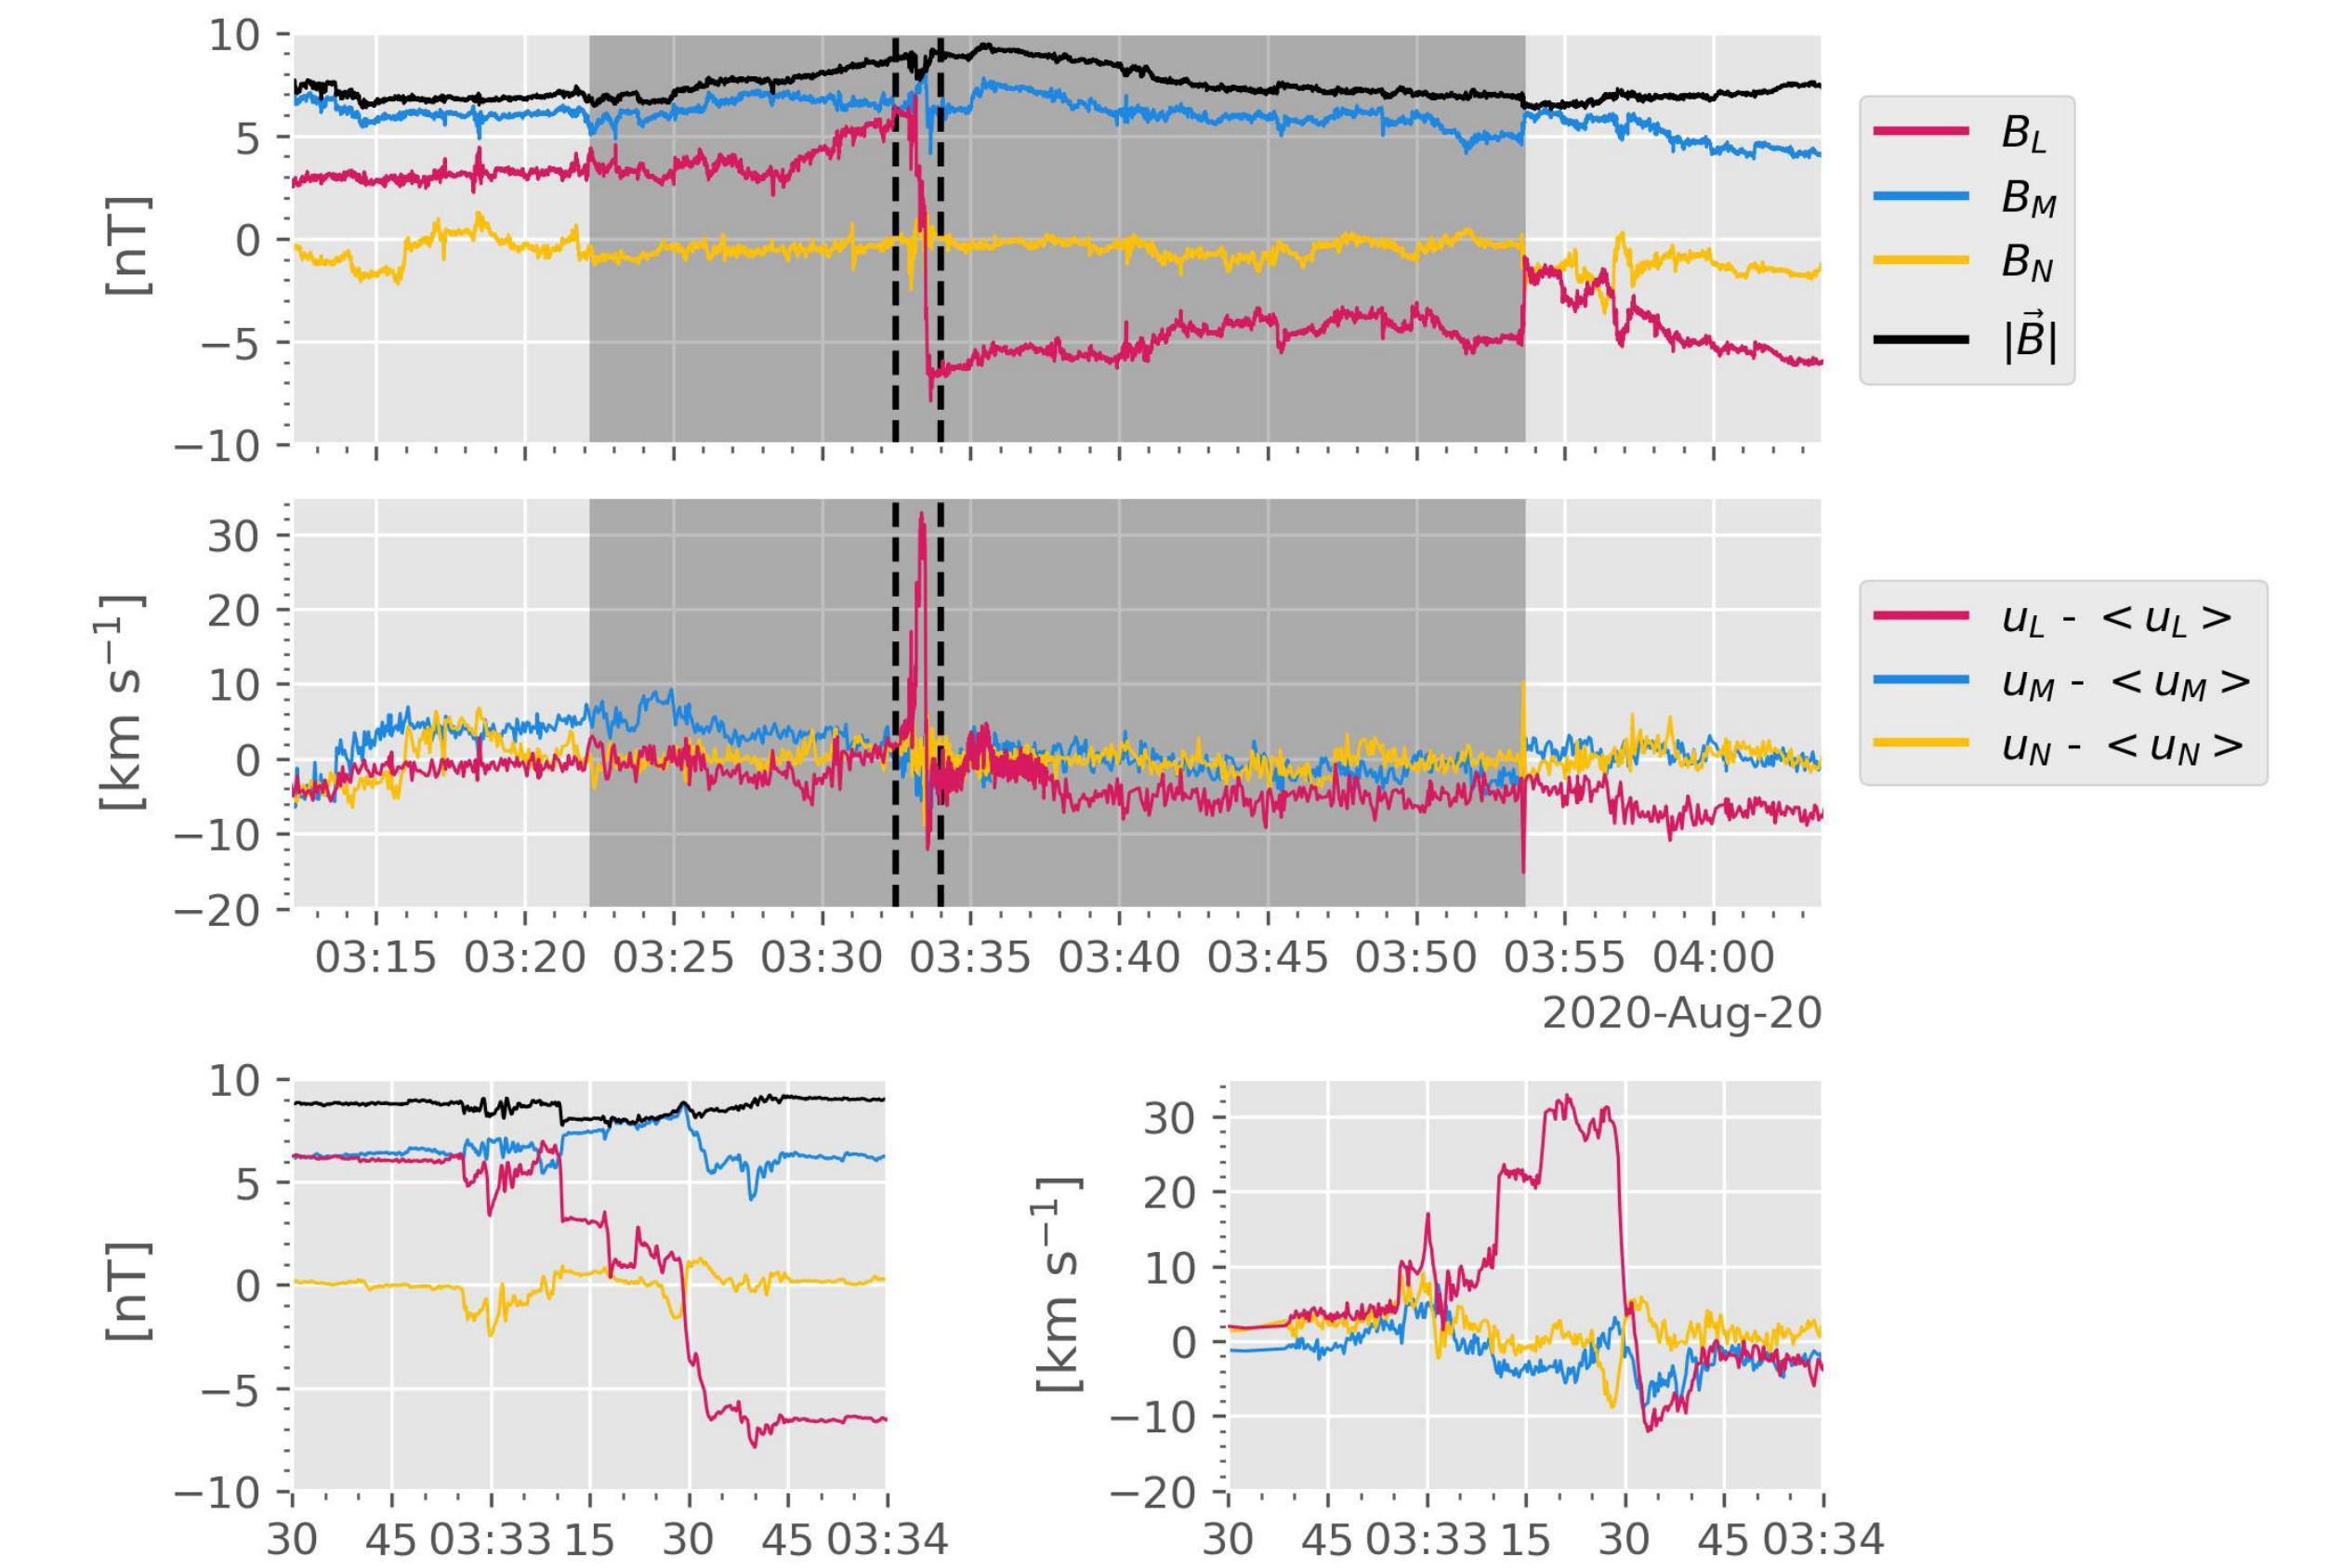 10
5
0
−5
−10
[nT]
B_L
B_M
B_N
|B⃗|
30
20
10
0
−10
−20
[km s⁻¹]
u_L - < u_L >
u_M - < u_M >
u_N - < u_N >
03:15 03:20 03:25 03:30 03:35 03:40 03:45 03:50 03:55 04:00
2020-Aug-20
10
5
0
−5
−10
[nT]
30 45 03:33 15 30 45 03:34
30
20
10
0
−10
−20
[km s⁻¹]
30 45 03:33 15 30 45 03:34